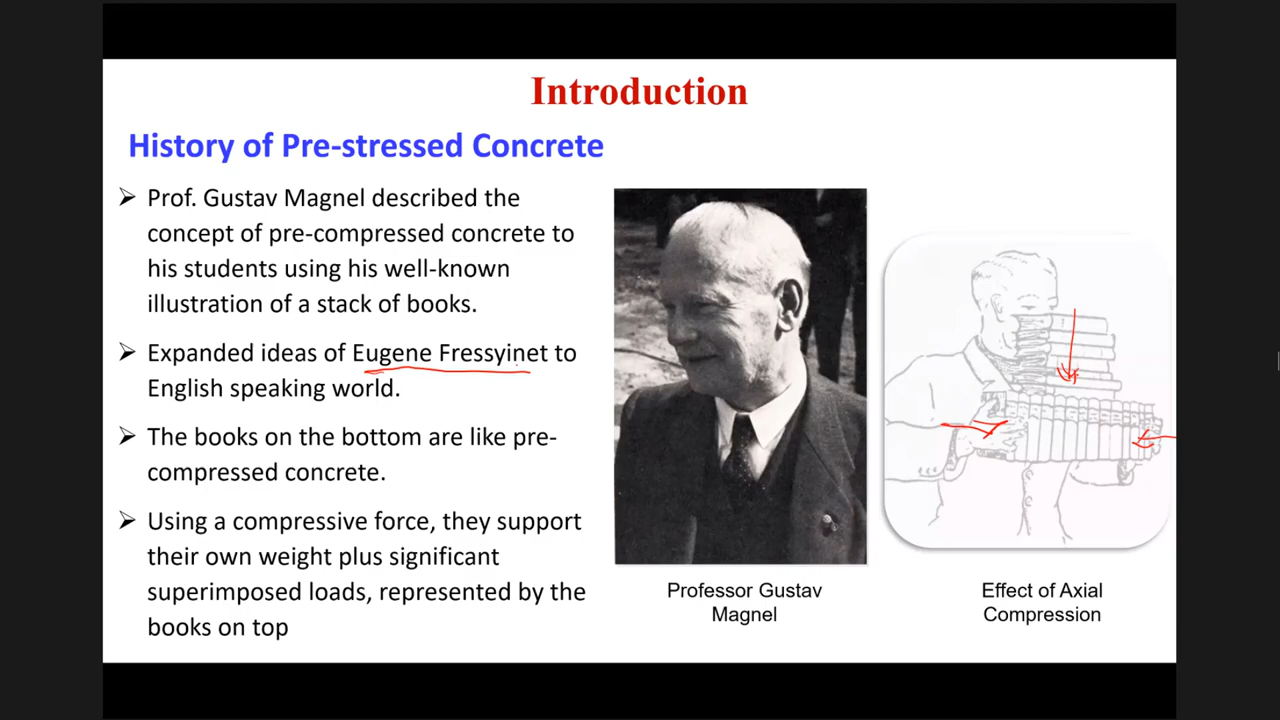 Introduction
History of Pre-stressed Concrete
➢ Prof. Gustav Magnel described the
concept of pre-compressed concrete to
his students using his well-known
illustration of a stack of books.
➢ Expanded ideas of Eugene Fressyinet to
English speaking world.
➢ The books on the bottom are like pre-
compressed concrete.
➢ Using a compressive force, they support
their own weight plus significant
superimposed loads, represented by the
books on top
Professor Gustav
Magnel
Effect of Axial
Compression